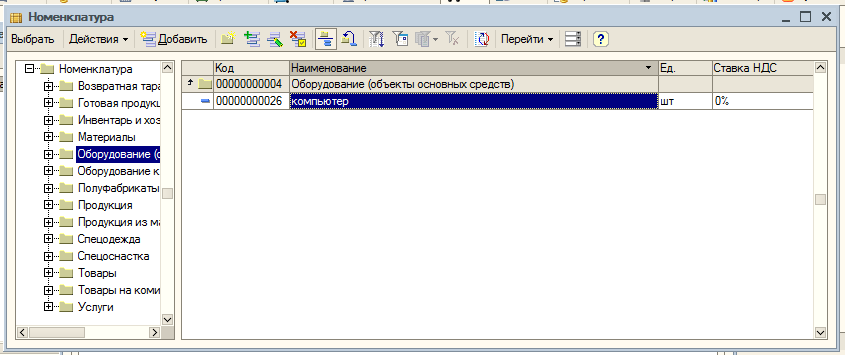 Номенклатура
Выбрать Действия Добавить Перейти
Номенклатура
Возвратная тара
Готовая продукц
Инвентарь и хоз
Материалы
Оборудование (о
Оборудование к
Полуфабрикаты
Продукция
Продукция из ма
Спецодежда
Спецоснастка
Товары
Товары на коми
Услуги
Код Наименование Ед. Ставка НДС
00000000004 Оборудование (объекты основных средств)
00000000026 компьютер шт 0%